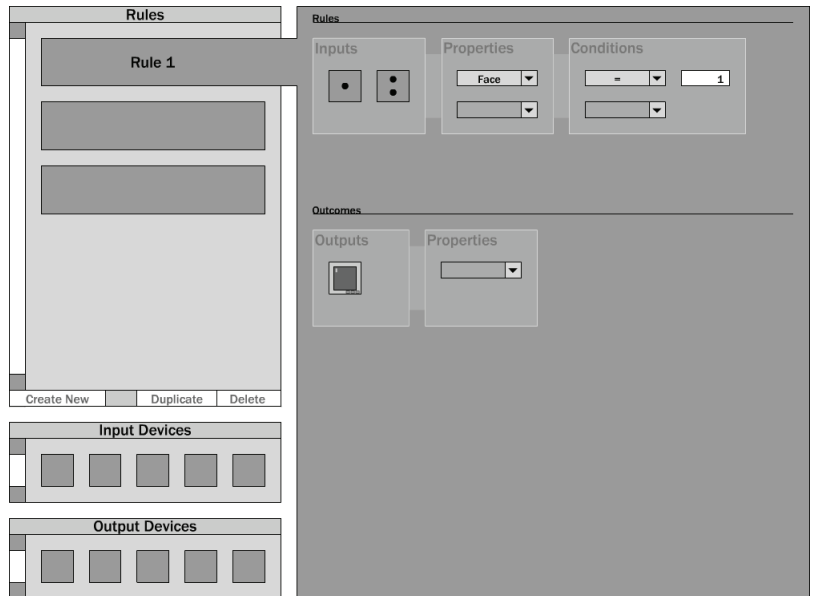 Rules
Rule 1
Create New
Duplicate
Delete
Input Devices
Output Devices
Rules
Inputs
Properties
Conditions
Face
=
1
Outcomes
Outputs
Properties